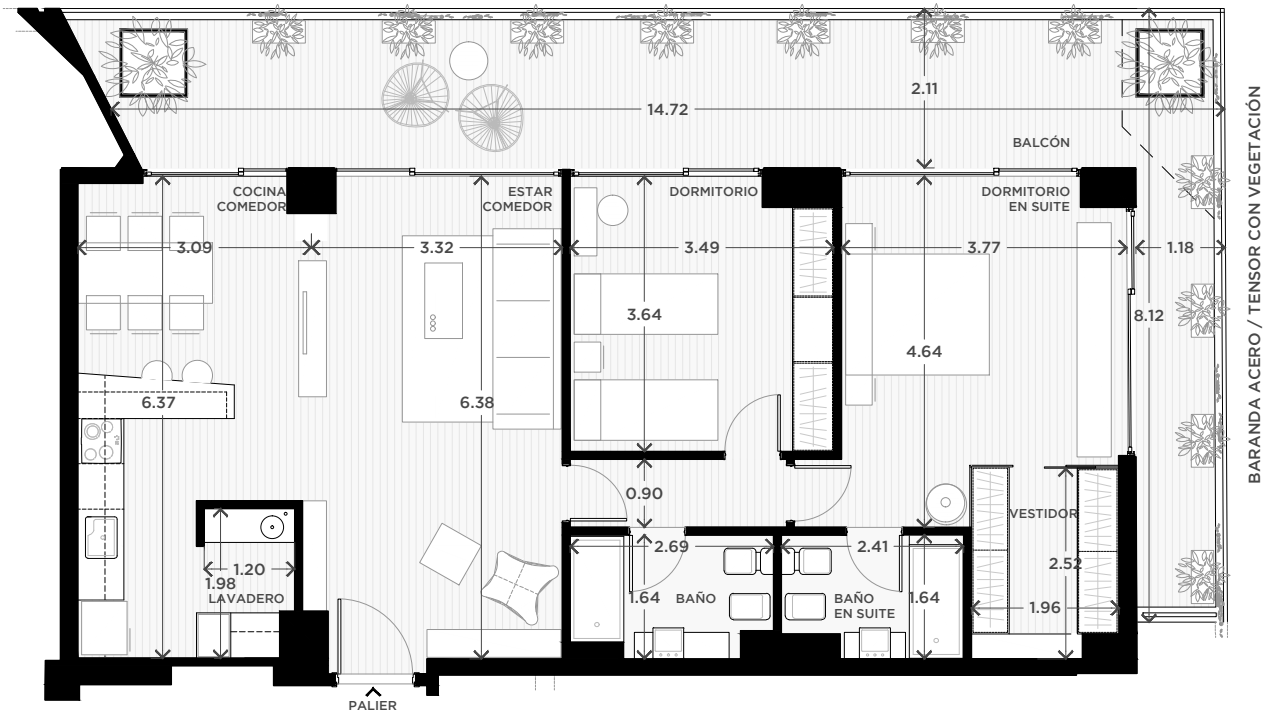 2.11
14.72
BALCÓN
COCINA
COMEDOR
ESTAR
COMEDOR
DORMITORIO
DORMITORIO
EN SUITE
3.09
3.32
3.49
3.77
1.18
3.64
8.12
4.64
6.37
6.38
0.90
VESTIDOR
2.69
2.41
2.52
1.20
1.98
LAVADERO
1.64
BAÑO
BAÑO
EN SUITE
1.64
1.96
PALIER
BARANDA ACERO / TENSOR CON VEGETACIÓN